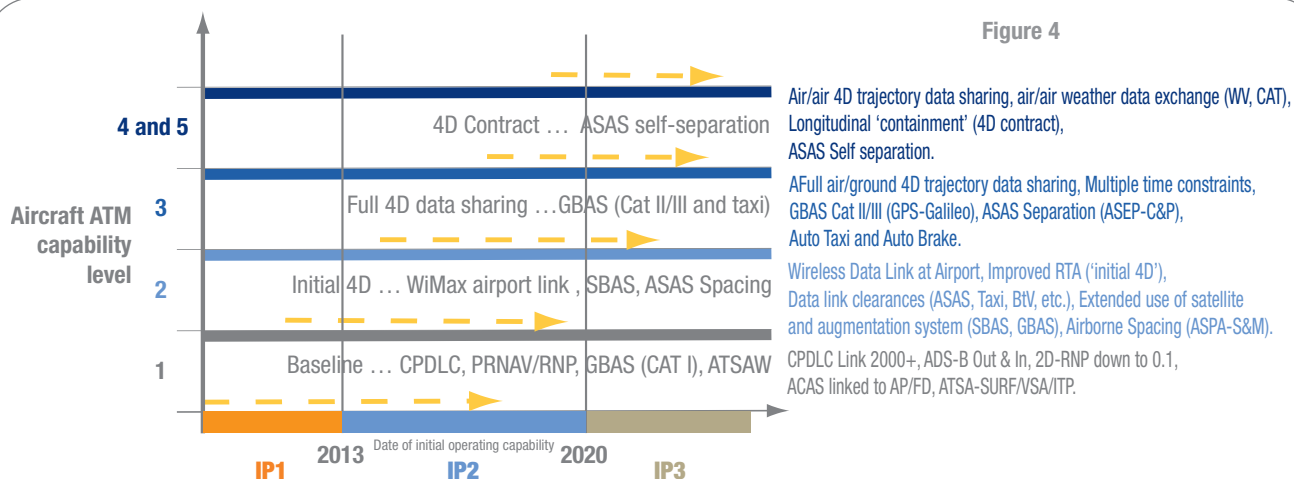 Figure 4
4 and 5
4D Contract … ASAS self-separation
Air/air 4D trajectory data sharing, air/air weather data exchange (WV, CAT),
Longitudinal ‘containment’ (4D contract),
ASAS Self separation.
Aircraft ATM
capability
level
3
Full 4D data sharing …GBAS (Cat II/III and taxi)
AFull air/ground 4D trajectory data sharing, Multiple time constraints,
GBAS Cat II/III (GPS-Galileo), ASAS Separation (ASEP-C&P),
Auto Taxi and Auto Brake.
2
Initial 4D … WiMax airport link , SBAS, ASAS Spacing
Wireless Data Link at Airport, Improved RTA (‘initial 4D’),
Data link clearances (ASAS, Taxi, BtV, etc.), Extended use of satellite
and augmentation system (SBAS, GBAS), Airborne Spacing (ASPA-S&M).
1
Baseline … CPDLC, PRNAV/RNP, GBAS (CAT I), ATSAW
CPDLC Link 2000+, ADS-B Out & In, 2D-RNP down to 0.1,
ACAS linked to AP/FD, ATSA-SURF/VSA/ITP.
2013
Date of initial operating capability
2020
IP1
IP2
IP3